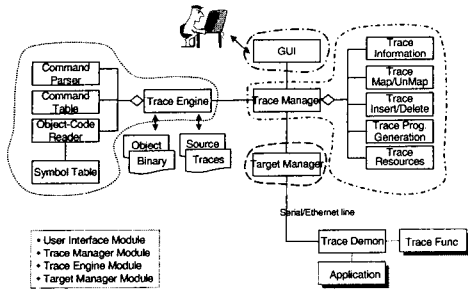 GUI
Command
Parser
Command
Table
Object-Code
Reader
Symbol Table
Trace Engine
Object
Binary
Source
Traces
Trace Manager
Trace
Information
Trace
Map/UnMap
Trace
Insert/Delete
Trace Prog.
Generation
Trace
Resources
Target Manager
Serial/Ethernet line
Trace Demon
Trace Func
Application
• User Interface Module
• Trace Manager Module
• Trace Engine Module
• Target Manager Module